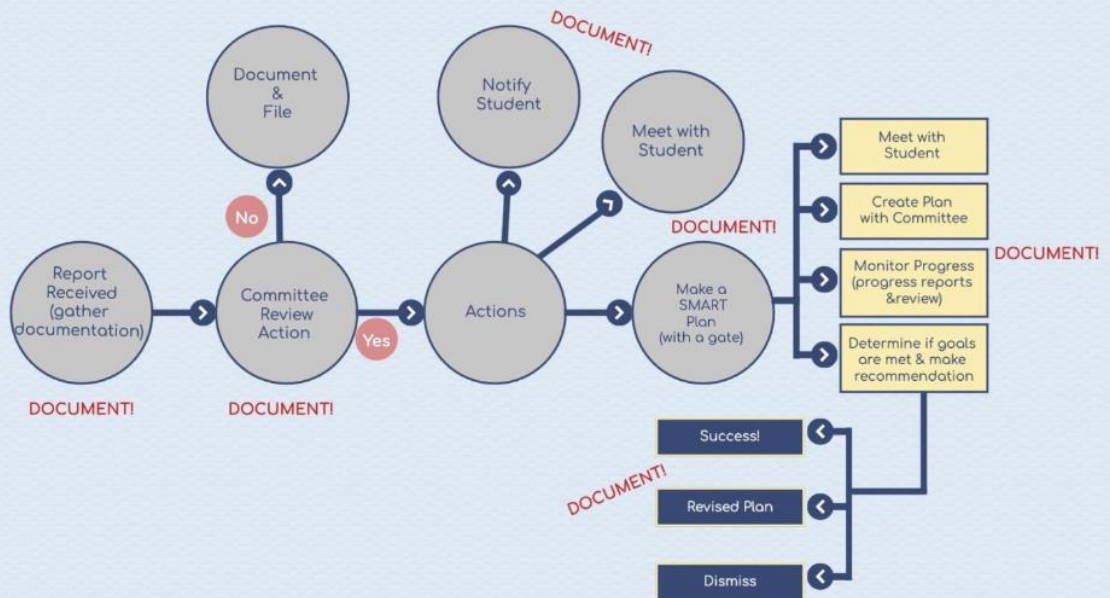 DOCUMENT!
Document
&
File
Notify
Student
Meet with
Student
Meet with
Student
No
Create Plan
with Committee
DOCUMENT!
DOCUMENT!
Report
Received
(gather
documentation)
Committee
Review
Action
Yes
Actions
Make a
SMART
Plan
(with a gate)
Monitor Progress
(progress reports
&review)
Determine if goals
are met & make
recommendation
DOCUMENT!
DOCUMENT!
Success!
DOCUMENT!
Revised Plan
Dismiss